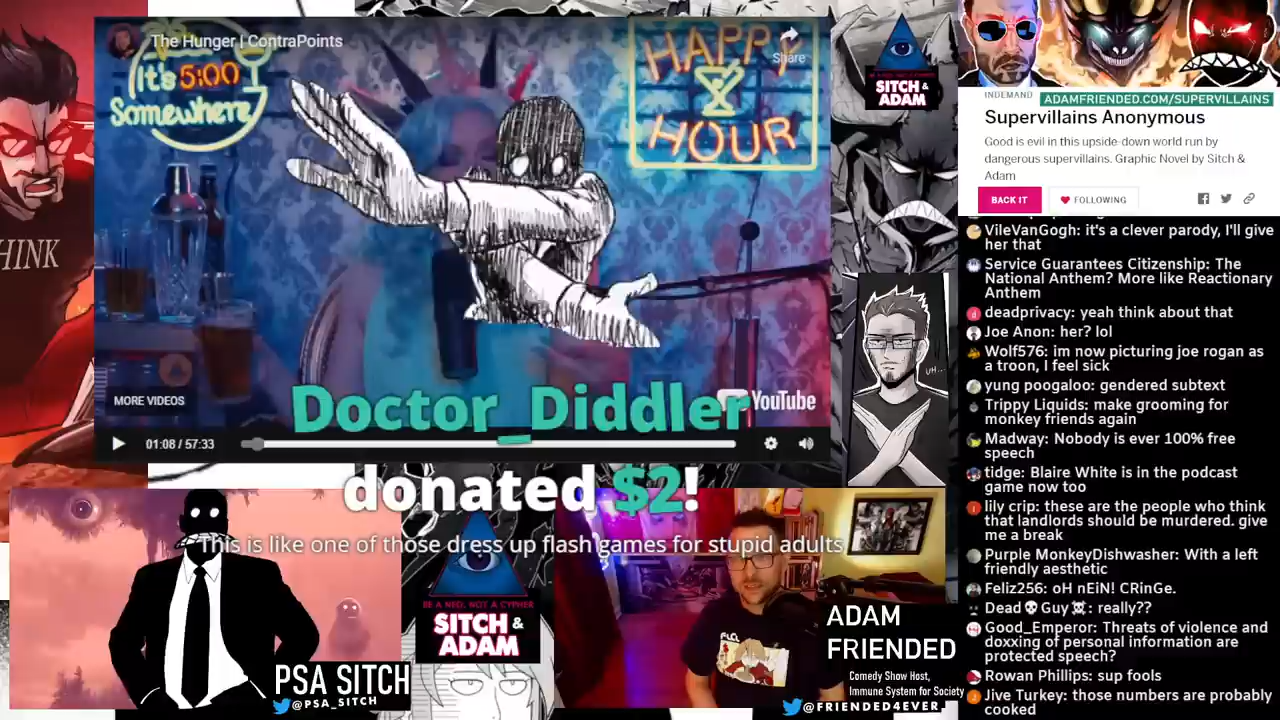 The Hunger | ContraPoints
Share
It's 5:00
Somewhere
HAPPY
HOUR
MORE VIDEOS
YouTube
01:08 / 57:33
Doctor_Diddler
donated $2!
This is like one of those dress up flash games for stupid adults
HINK
BE A NEO, NOT A CYPHER
SITCH &
ADAM
UH..
PSA SITCH
@PSA_SITCH
BE A NEO, NOT A CYPHER
SITCH &
ADAM
FLCL
ADAM
FRIENDED
Comedy Show Host,
Immune System for Society
@FRIENDED4EVER
INDEMAND
ADAMFRIENDED.COM/SUPERVILLAINS
Supervillains Anonymous
Good is evil in this upside-down world run by
dangerous supervillains. Graphic Novel by Sitch &
Adam
BACK IT
FOLLOWING
VileVanGogh: it's a clever parody, I'll give
her that
Service Guarantees Citizenship: The
National Anthem? More like Reactionary
Anthem
deadprivacy: yeah think about that
Joe Anon: her? lol
Wolf576: im now picturing joe rogan as
a troon, I feel sick
yung poogaloo: gendered subtext
Trippy Liquids: make grooming for
monkey friends again
Madway: Nobody is ever 100% free
speech
tidge: Blaire White is in the podcast
game now too
lily crip: these are the people who think
that landlords should be murdered. give
me a break
Purple MonkeyDishwasher: With a left
friendly aesthetic
Feliz256: oH nEiN! CRinGe.
Dead💀Guy☠: really??
Good_Emperor: Threats of violence and
doxxing of personal information are
protected speech?
Rowan Phillips: sup fools
Jive Turkey: those numbers are probably
cooked